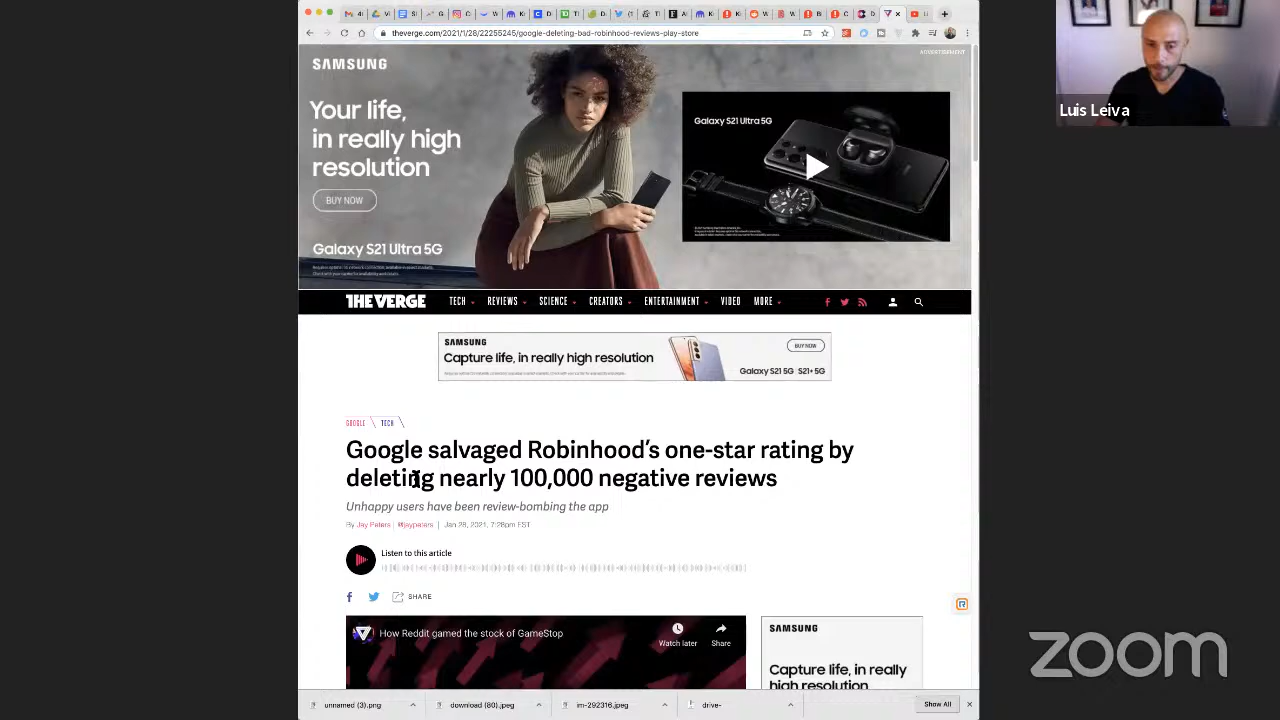 theverge.com/2021/1/28/22255245/google-deleting-bad-robinhood-reviews-play-store
ADVERTISEMENT
SAMSUNG
Your life,
in really high
resolution
BUY NOW
Galaxy S21 Ultra 5G
Galaxy S21 Ultra 5G
Luis Leiva
THE VERGE TECH REVIEWS SCIENCE CREATORS ENTERTAINMENT VIDEO MORE
SAMSUNG
Capture life, in really high resolution
BUY NOW
Galaxy S21 5G S21+ 5G
GOOGLE TECH
Google salvaged Robinhood's one-star rating by
deleting nearly 100,000 negative reviews
Unhappy users have been review-bombing the app
By Jay Peters @jaypeters | Jan 28, 2021, 7:28pm EST
Listen to this article
SHARE
How Reddit gamed the stock of GameStop
Watch later Share
SAMSUNG
Capture life, in really
high resolution
unnamed (3).png
download (80).jpeg
im-292316.jpeg
drive-
Show All
zoom